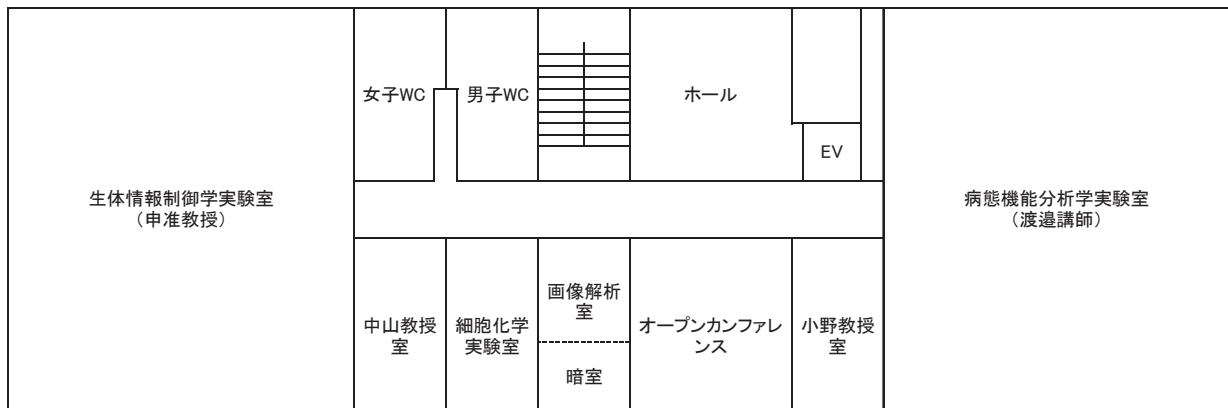 女子WC
男子WC
ホール
EV
生体情報制御学実験室
（申准教授）
病態機能分析学実験室
（渡邉講師）
中山教授
室
細胞化学
実験室
画像解析
室
暗室
オープンカンファレ
ンス
小野教授
室